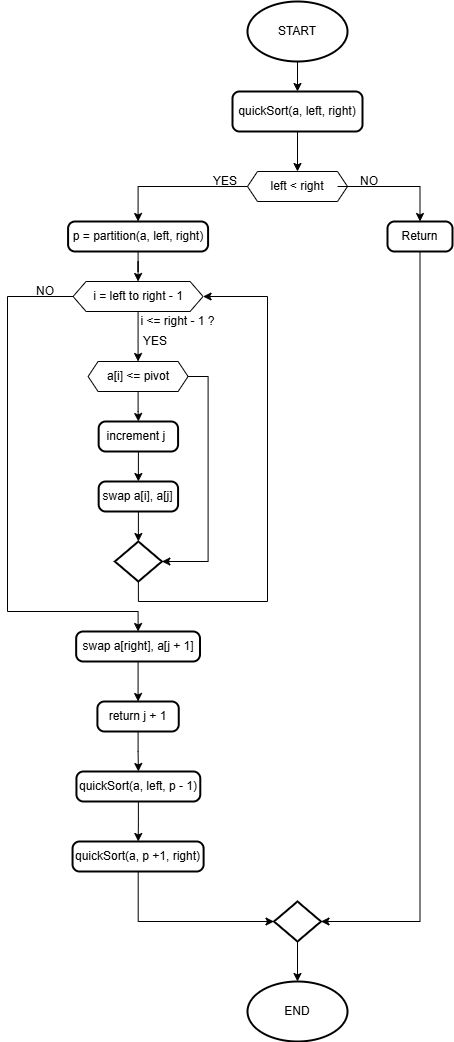 START
quickSort(a, left, right)
YES
left < right
NO
p = partition(a, left, right)
Return
NO
i = left to right - 1
i <= right - 1 ?
YES
a[i] <= pivot
increment j
swap a[i], a[j]
swap a[right], a[j + 1]
return j + 1
quickSort(a, left, p - 1)
quickSort(a, p +1, right)
END